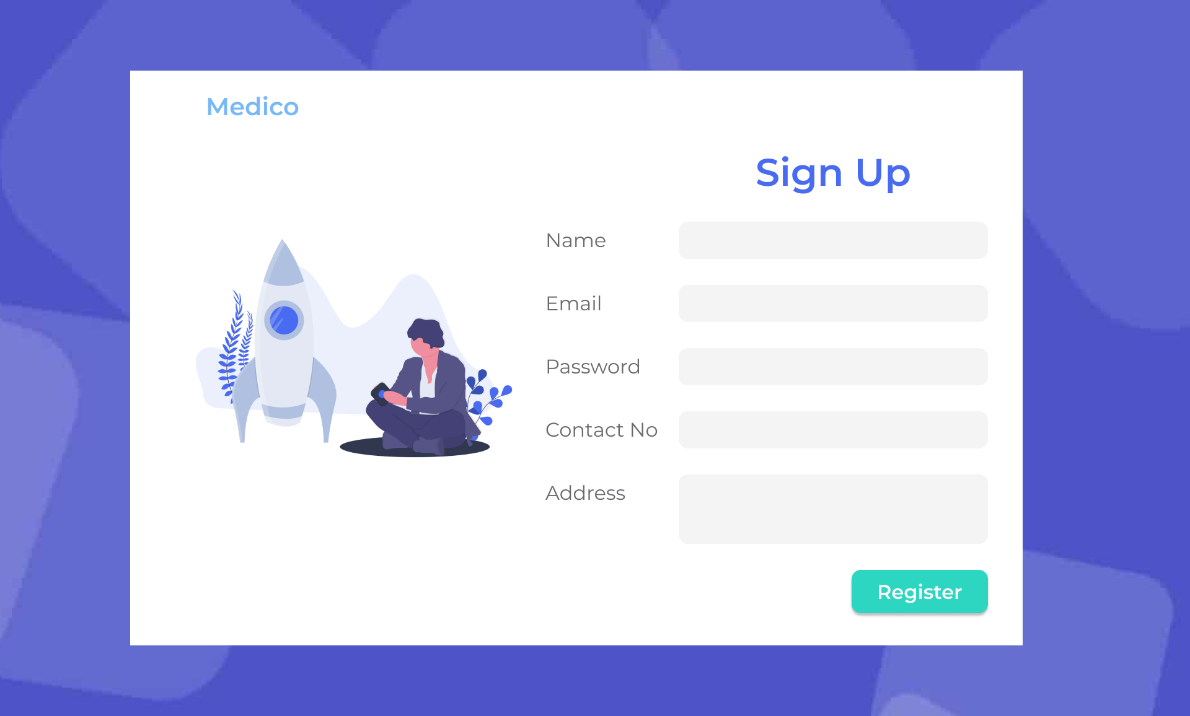 Medico
Sign Up
Name
Email
Password
Contact No
Address
Register